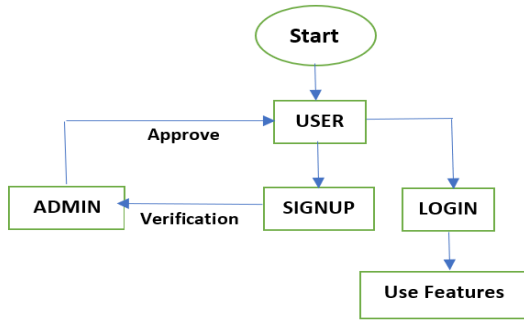 Start
USER
Approve
ADMIN
Verification
SIGNUP
LOGIN
Use Features